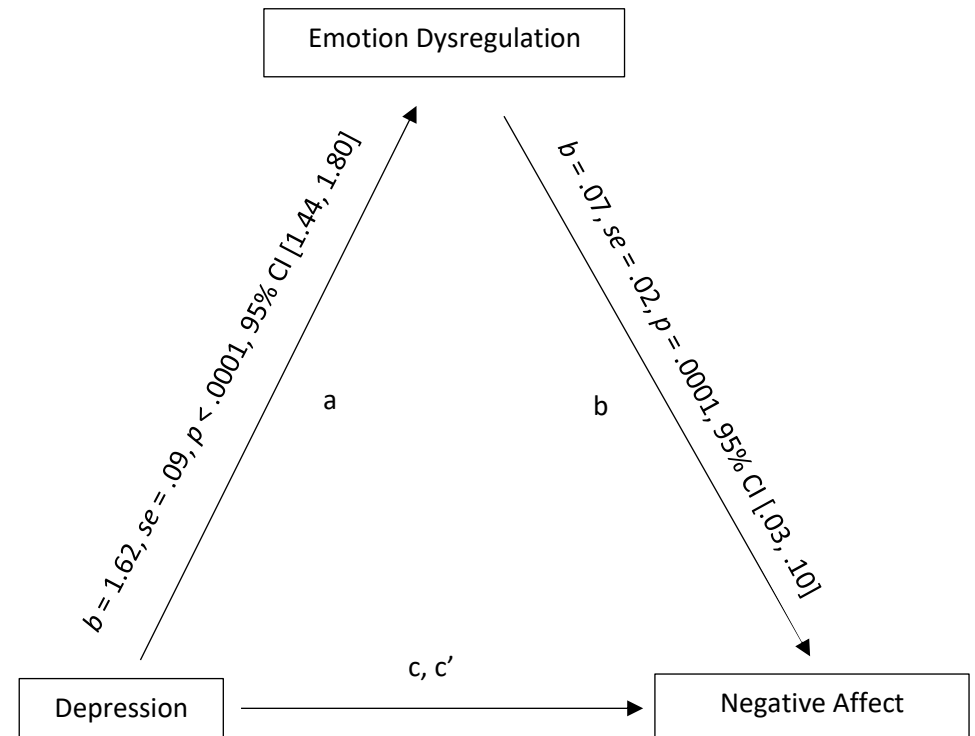 Emotion Dysregulation
b = 1.62, se = .09, p < .0001, 95% CI [1.44, 1.80]
b = .07, se = .02, p = .0001, 95% CI [.03, .10]
a
b
c, c’
Depression
Negative Affect